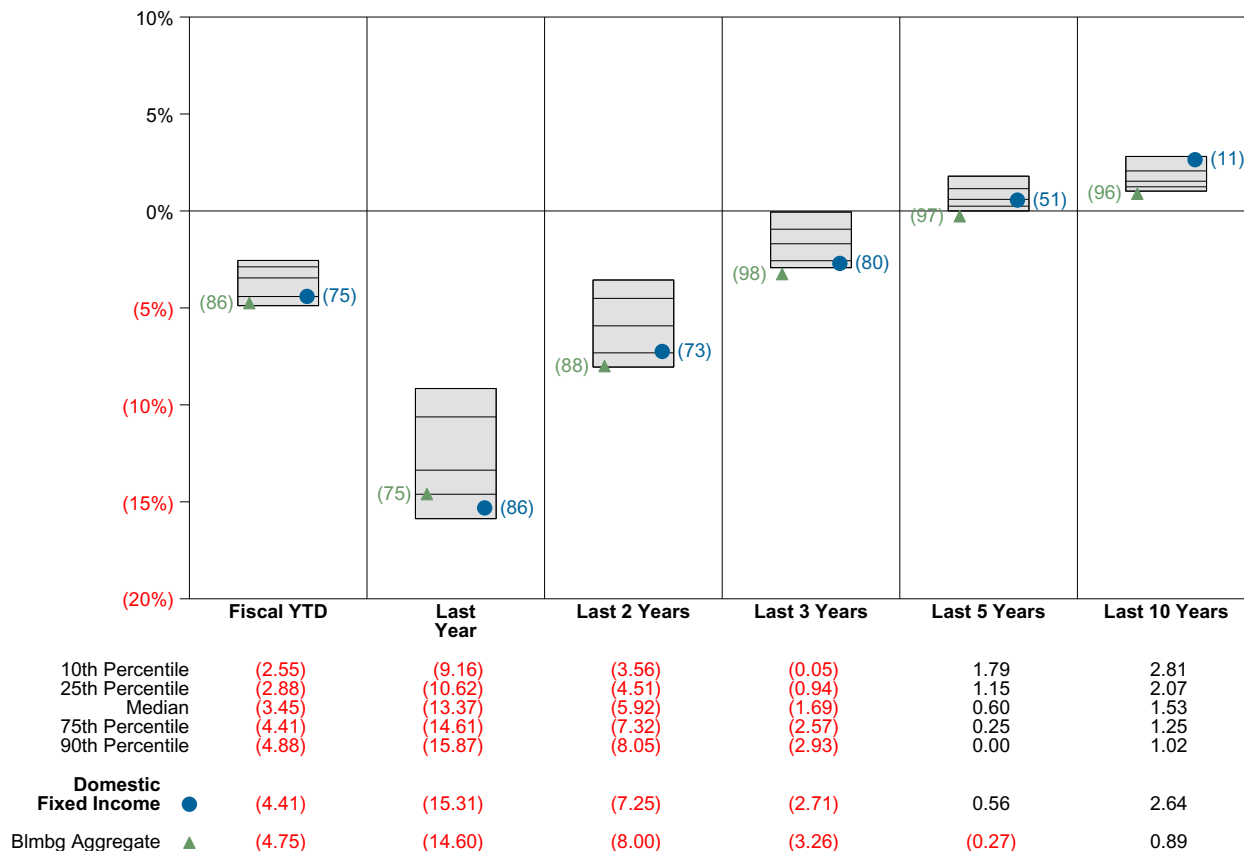 10%
5%
0%
(5%)
(10%)
(15%)
(20%)
(86) (75)
(75) (86)
(88) (73)
(98) (80)
(97) (51)
(96) (11)
Fiscal YTD Last Last 2 Years Last 3 Years Last 5 Years Last 10 Years
Year
10th Percentile (2.55) (9.16) (3.56) (0.05) 1.79 2.81
25th Percentile (2.88) (10.62) (4.51) (0.94) 1.15 2.07
Median (3.45) (13.37) (5.92) (1.69) 0.60 1.53
75th Percentile (4.41) (14.61) (7.32) (2.57) 0.25 1.25
90th Percentile (4.88) (15.87) (8.05) (2.93) 0.00 1.02
Domestic
Fixed Income (4.41) (15.31) (7.25) (2.71) 0.56 2.64
Blmbg Aggregate (4.75) (14.60) (8.00) (3.26) (0.27) 0.89